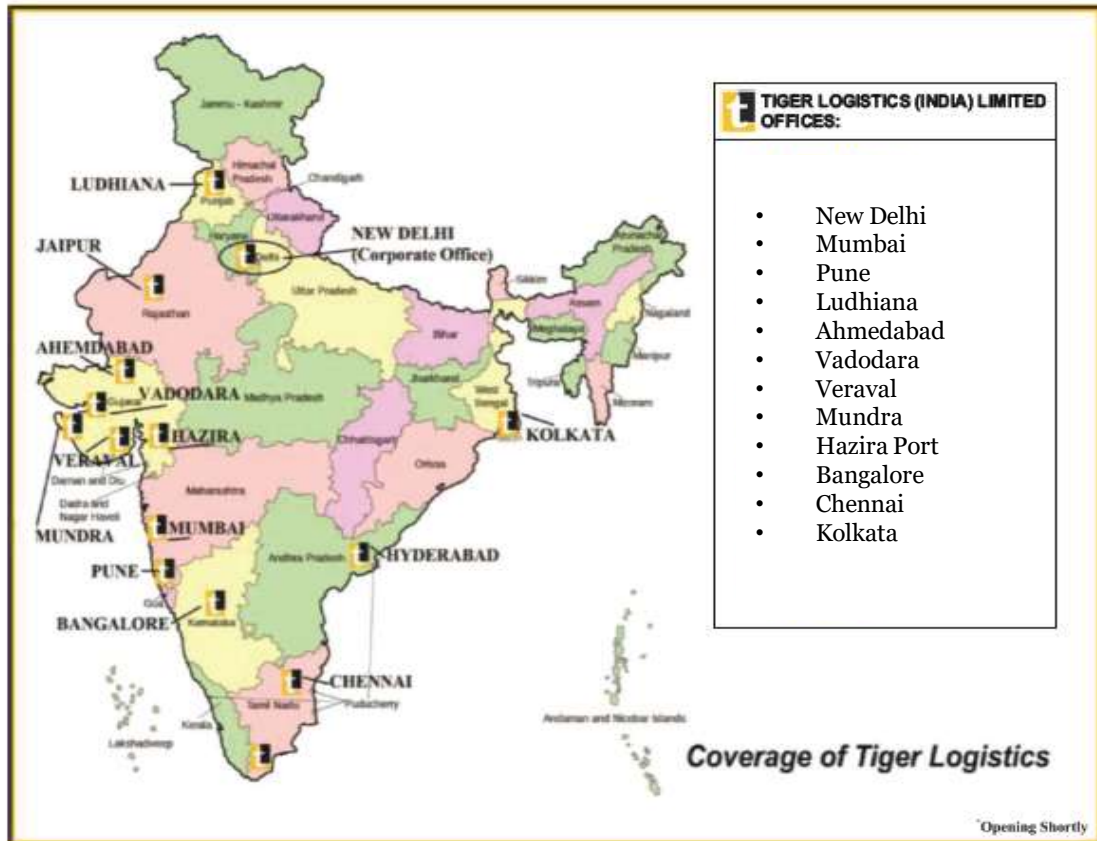 Jammu - Kashmir
Himachal
Pradesh
LUDHIANA
Punjab
Chandigarh
Uttarakhand
Haryana
NEW DELHI
(Corporate Office)
Delhi
JAIPUR
Rajasthan
Uttar Pradesh
Sikkim
Arunachal
Pradesh
Assam
Nagaland
Meghalaya
Manipur
Bihar
Tripura
Mizoram
Jharkhand
West
Bengal
AHEMDABAD
VADODARA
Gujarat
Madhya Pradesh
Chhattisgarh
KOLKATA
HAZIRA
VERAVAL
Orissa
Daman and Diu
Dadra and
Nagar Haveli
Maharashtra
MUNDRA
MUMBAI
HYDERABAD
Andhra Pradesh
PUNE
Goa
BANGALORE
Karnataka
CHENNAI
Tamil Nadu
Puducherry
Kerala
Lakshadweep
Andaman and Nicobar Islands
t TIGER LOGISTICS (INDIA) LIMITED
OFFICES:
• New Delhi
• Mumbai
• Pune
• Ludhiana
• Ahmedabad
• Vadodara
• Veraval
• Mundra
• Hazira Port
• Bangalore
• Chennai
• Kolkata
Coverage of Tiger Logistics
*Opening Shortly